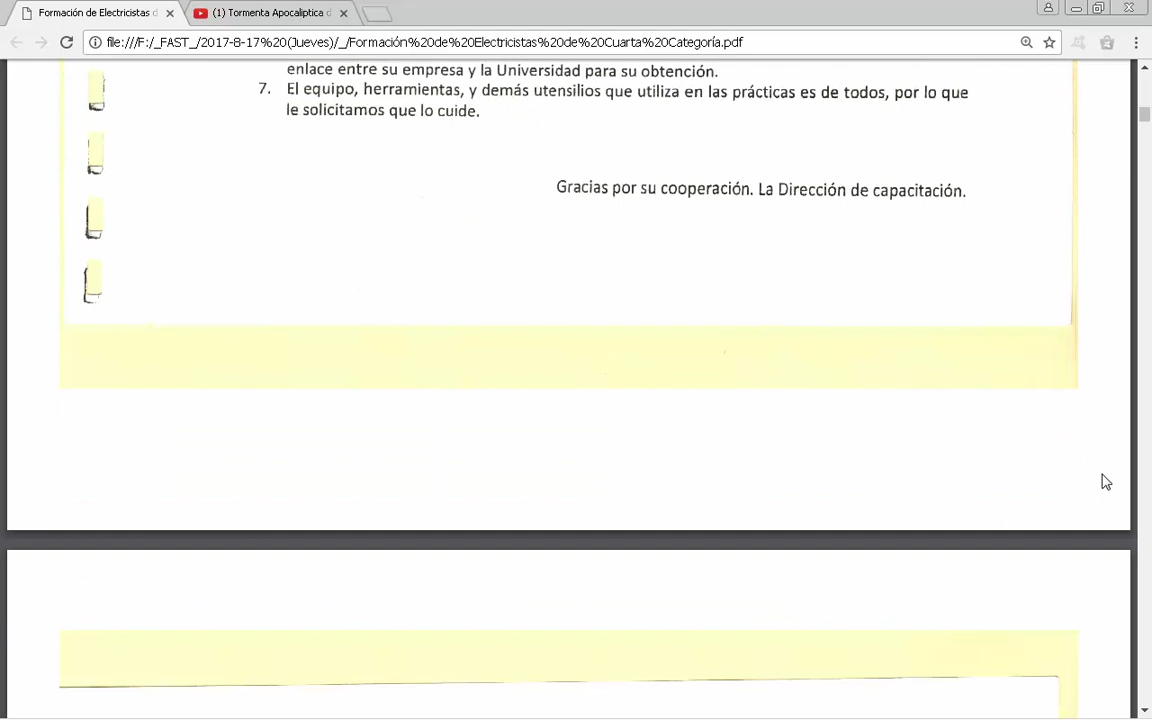 Formación de Electricistas d
(1) Tormenta Apocaliptica d
file:///F:/_FAST_/2017-8-17%20(Jueves)/_/Formación%20de%20Electricistas%20de%20Cuarta%20Categoría.pdf
enlace entre su empresa y la Universidad para su obtención.
7. El equipo, herramientas, y demás utensilios que utiliza en las prácticas es de todos, por lo que
le solicitamos que lo cuide.
Gracias por su cooperación. La Dirección de capacitación.